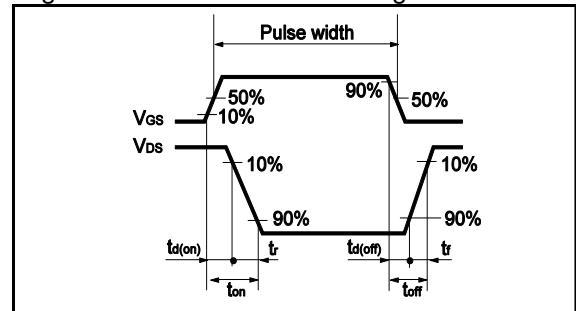 Pulse width
90%
50%
50%
10%
VGS
VDS
10%
10%
90%
90%
td(on)
tr
td(off)
tf
ton
toff